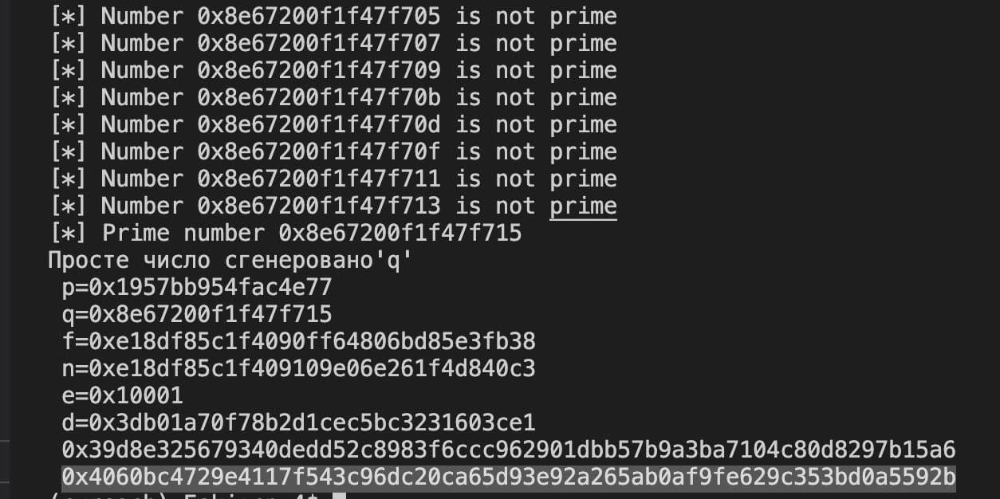 [*] Number 0x8e67200f1f47f705 is not prime
[*] Number 0x8e67200f1f47f707 is not prime
[*] Number 0x8e67200f1f47f709 is not prime
[*] Number 0x8e67200f1f47f70b is not prime
[*] Number 0x8e67200f1f47f70d is not prime
[*] Number 0x8e67200f1f47f70f is not prime
[*] Number 0x8e67200f1f47f711 is not prime
[*] Number 0x8e67200f1f47f713 is not prime
[*] Prime number 0x8e67200f1f47f715
Просте число сгенеровано'q'
p=0x1957bb954fac4e77
q=0x8e67200f1f47f715
f=0xe18df85c1f4090ff64806bd85e3fb38
n=0xe18df85c1f409109e06e261f4d840c3
e=0x10001
d=0x3db01a70f78b2d1cec5bc3231603ce1
0x39d8e325679340dedd52c8983f6ccc962901dbb57b9a3ba7104c80d8297b15a6
0x4060bc4729e4117f543c96dc20ca65d93e92a265ab0af9fe629c353bd0a5592b